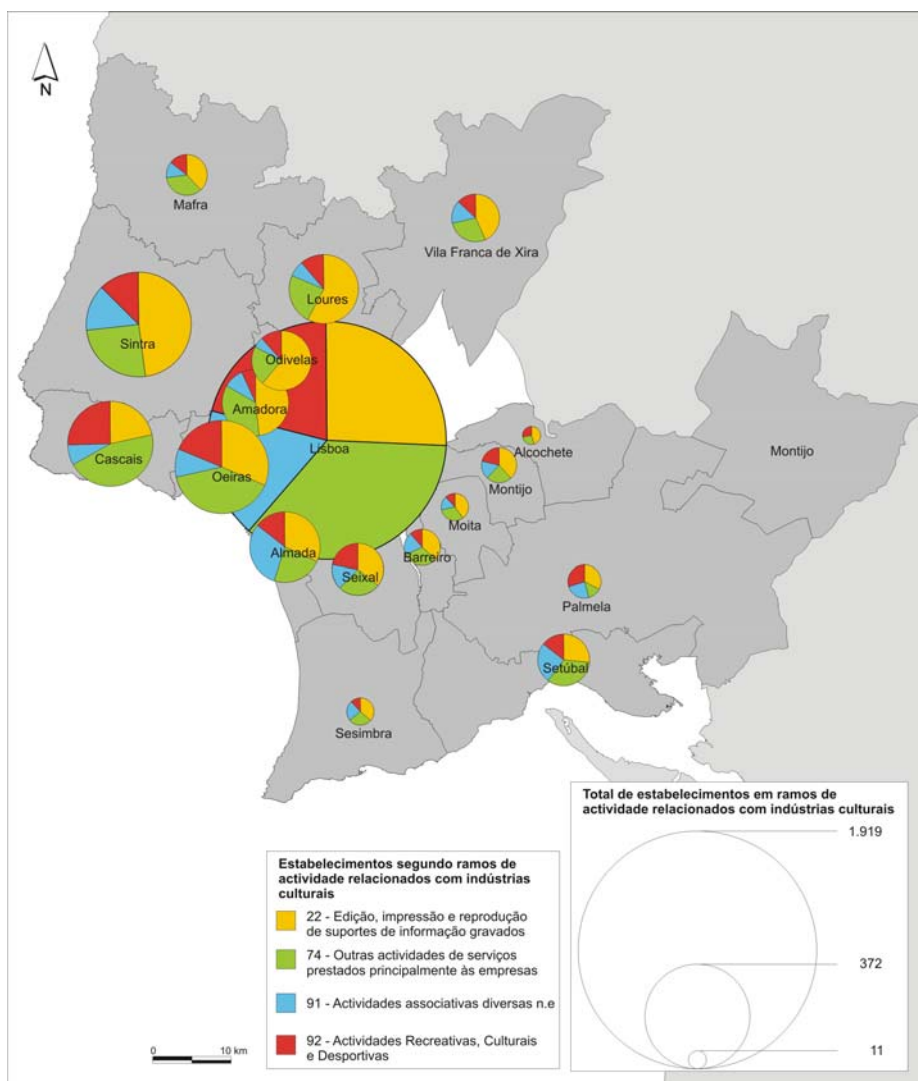 N
Mafra
Vila Franca de Xira
Loures
Sintra
Odivelas
Amadora
Lisboa
Alcochete
Cascais
Oeiras
Montijo
Montijo
Moita
Almada
Barreiro
Seixal
Palmela
Setúbal
Sesimbra
Total de estabelecimentos em ramos de
actividade relacionados com indústrias culturais
1.919
372
11
Estabelecimentos segundo ramos de
actividade relacionados com indústrias
culturais
22 - Edição, impressão e reprodução
de suportes de informação gravados
74 - Outras actividades de serviços
prestados principalmente às empresas
91 - Actividades associativas diversas n.e
92 - Actividades Recreativas, Culturais
e Desportivas
0 10 km